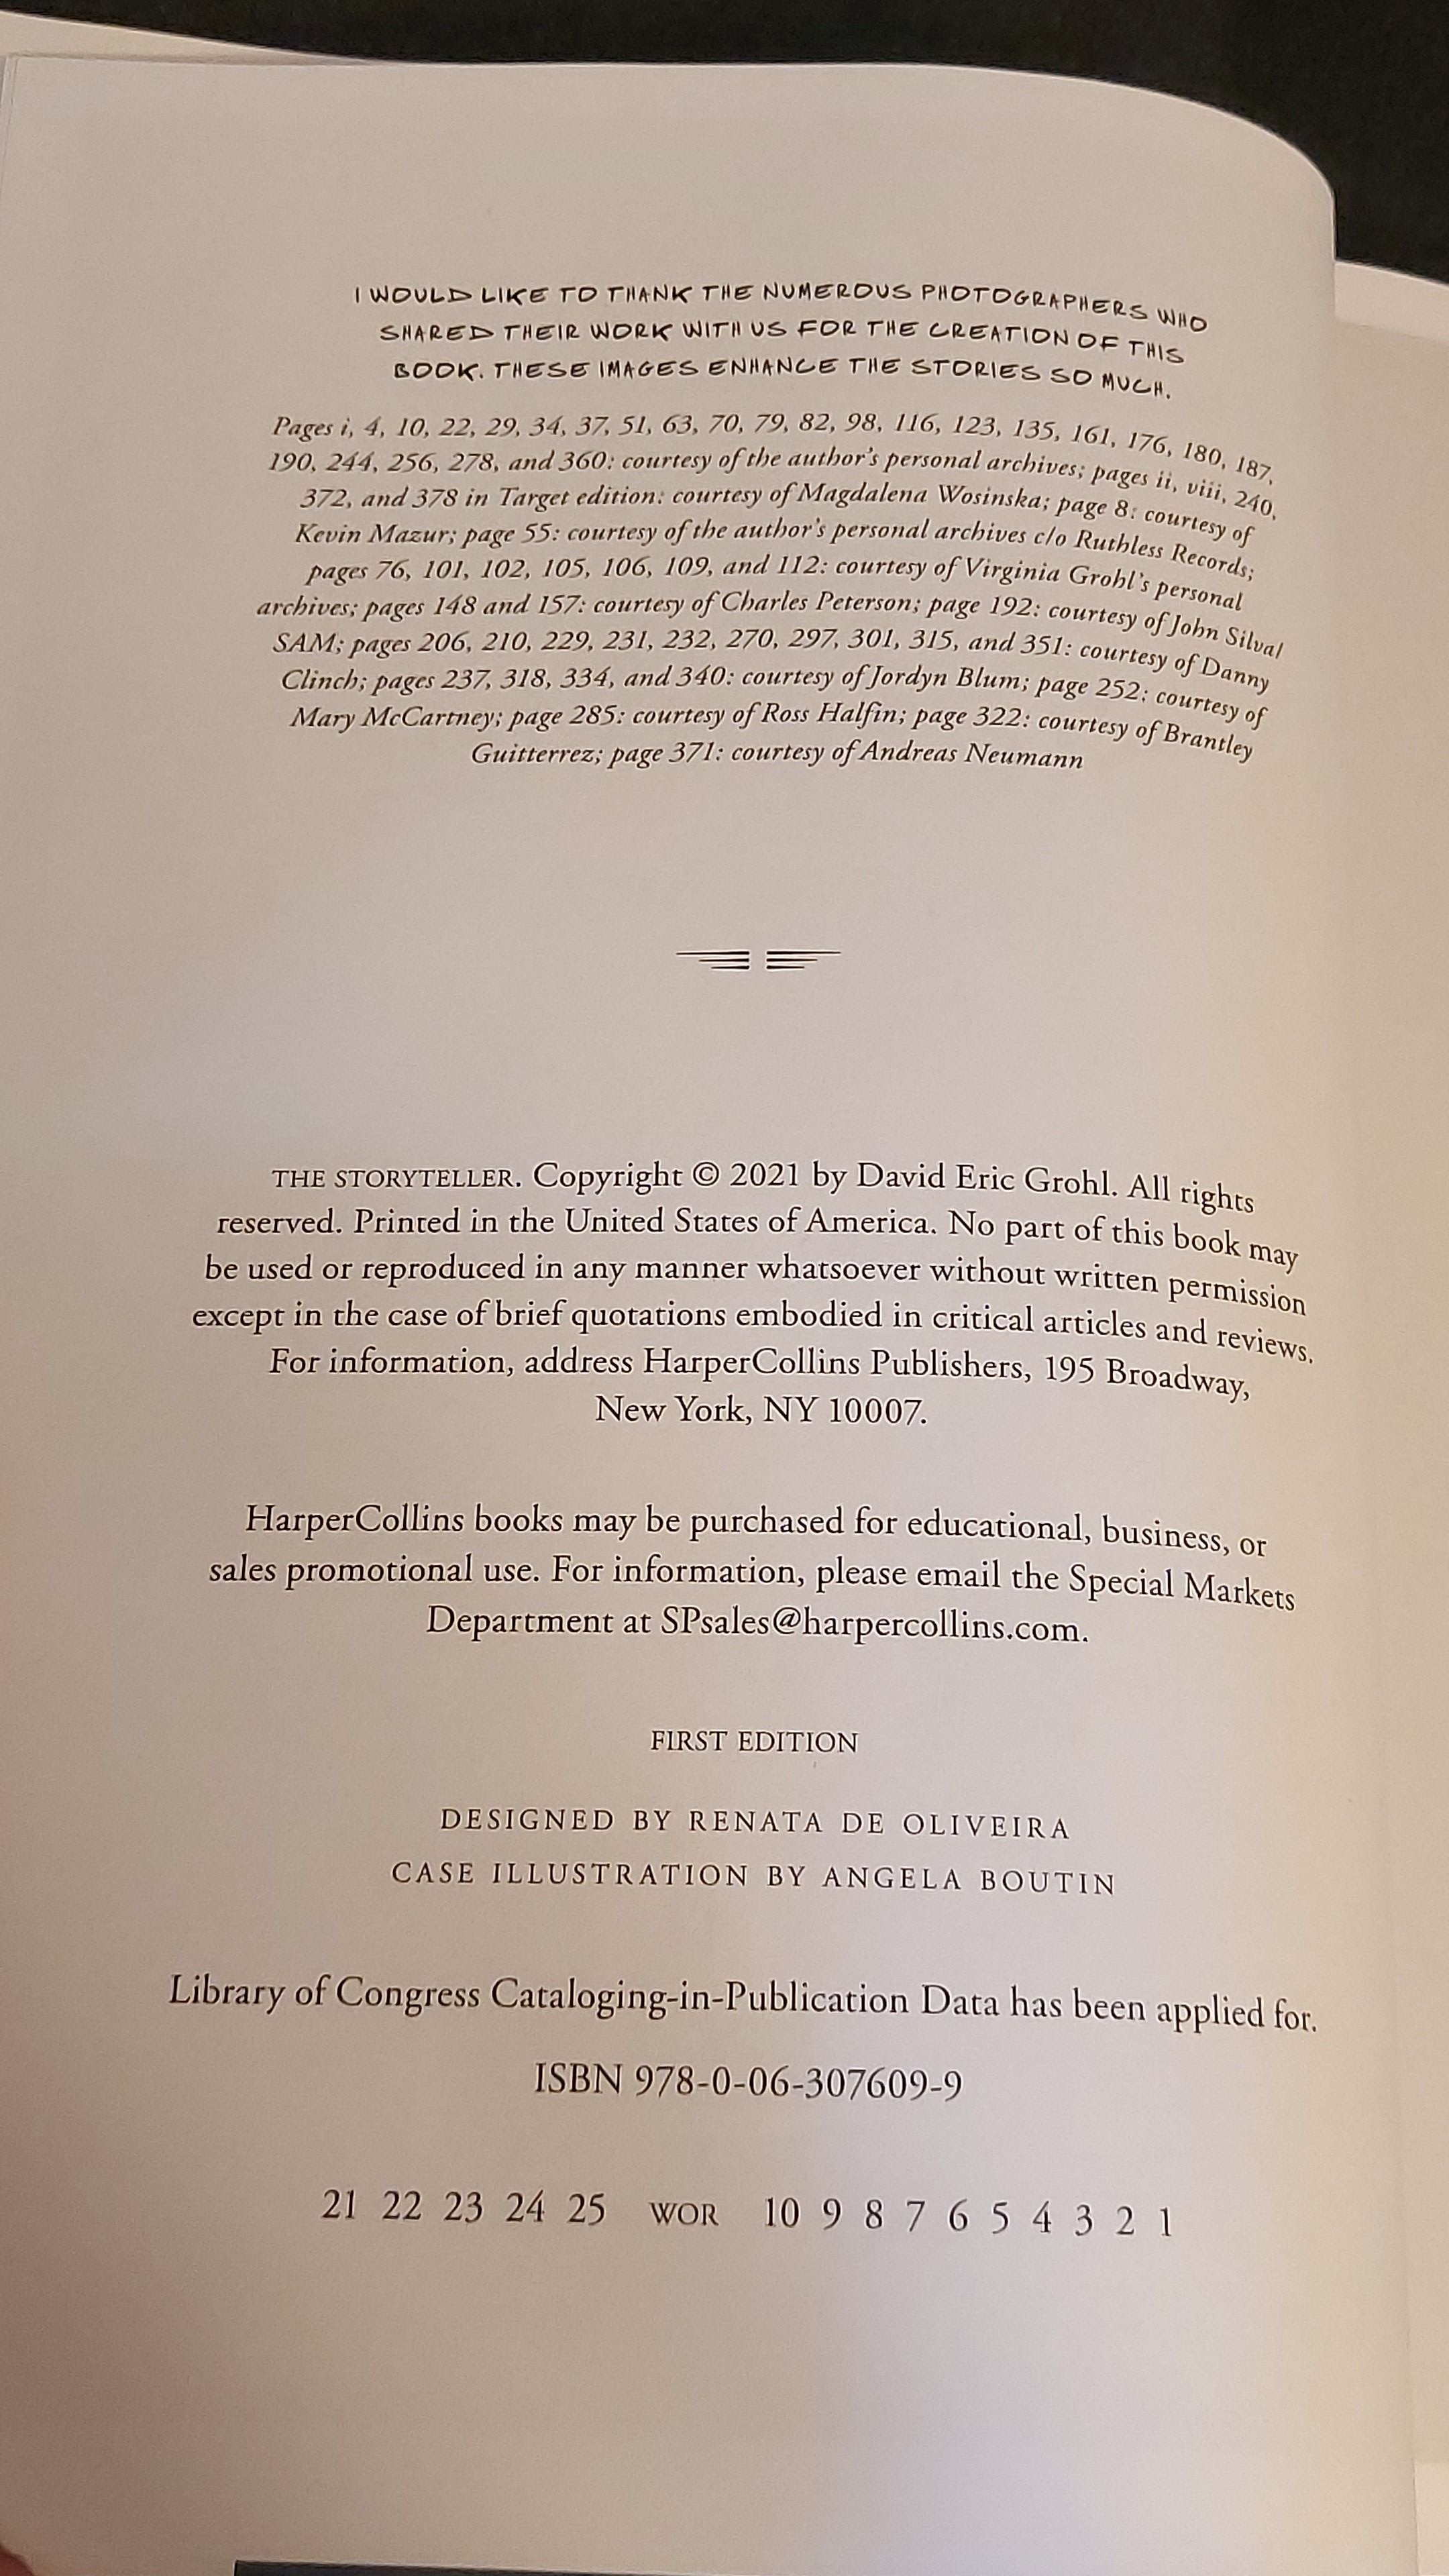 I WOULD LIKE TO THANK THE NUMEROUS PHOTOGRAPHERS WHO
SHARED THEIR WORK WITH US FOR THE CREATION OF THIS
BOOK. THESE IMAGES ENHANCE THE STORIES SO MUCH.
Pages i, 4, 10, 22, 29, 34, 37, 51, 63, 70, 79, 82, 98, 116, 123, 135, 161, 176, 180, 187,
190, 244, 256, 278, and 360: courtesy of the author's personal archives; pages ii, viii, 240,
372, and 378 in Target edition: courtesy of Magdalena Wosinska; page 8: courtesy of
Kevin Mazur; page 55: courtesy of the author's personal archives c/o Ruthless Records;
pages 76, 101, 102, 105, 106, 109, and 112: courtesy of Virginia Grohl's personal
archives; pages 148 and 157: courtesy of Charles Peterson; page 192: courtesy of John Silva/
SAM; pages 206, 210, 229, 231, 232, 270, 297, 301, 315, and 351: courtesy of Danny
Clinch; pages 237, 318, 334, and 340: courtesy of Jordyn Blum; page 252: courtesy of
Mary McCartney; page 285: courtesy of Ross Halfin; page 322: courtesy of Brantley
Guitterrez; page 371: courtesy of Andreas Neumann
THE STORYTELLER. Copyright © 2021 by David Eric Grohl. All rights
reserved. Printed in the United States of America. No part of this book may
be used or reproduced in any manner whatsoever without written permission
except in the case of brief quotations embodied in critical articles and reviews.
For information, address HarperCollins Publishers, 195 Broadway,
New York, NY 10007.
HarperCollins books may be purchased for educational, business, or
sales promotional use. For information, please email the Special Markets
Department at SPsales@harpercollins.com.
FIRST EDITION
DESIGNED BY RENATA DE OLIVEIRA
CASE ILLUSTRATION BY ANGELA BOUTIN
Library of Congress Cataloging-in-Publication Data has been applied for.
ISBN 978-0-06-307609-9
21 22 23 24 25 WOR 10 9 8 7 6 5 4 3 2 1